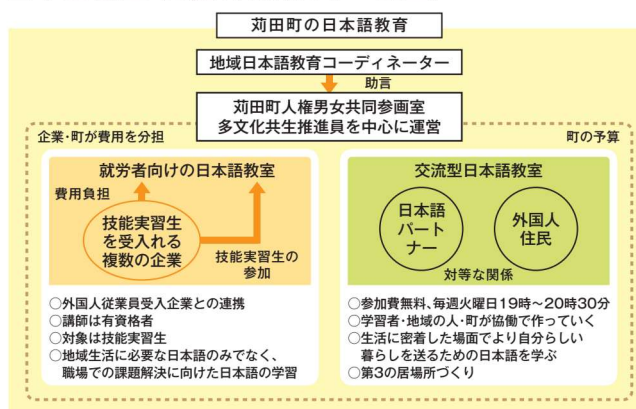 苅田町の日本語教育
地域日本語教育コーディネーター
助言
苅田町人権男女共同参画室
多文化共生推進員を中心に運営
企業・町が費用を分担
町の予算
就労者向けの日本語教室
費用負担
技能実習生
を受入れる
複数の企業
技能実習生の
参加
○外国人従業員受入企業との連携
○講師は有資格者
○対象は技能実習生
○地域生活に必要な日本語のみでなく、
職場での課題解決に向けた日本語の学習
交流型日本語教室
日本語
パート
ナー
外国人
住民
対等な関係
○参加費無料、毎週火曜日19時～20時30分
○学習者・地域の人・町が協働で作っていく
○生活に密着した場面でより自分らしい
暮らしを送るための日本語を学ぶ
○第3の居場所づくり